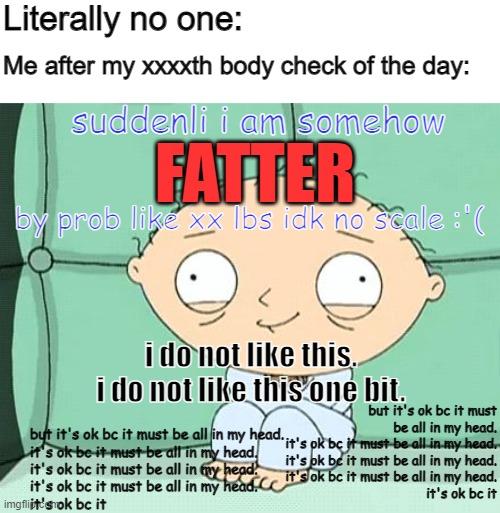 Literally no one:
Me after my xxxxth body check of the day:
suddenli i am somehow
FATTER
by prob like xx lbs idk no scale :'(
i do not like this.
i do not like this one bit.
but it's ok bc it must be all in my head.
it's ok bc it must be all in my head.
it's ok bc it must be all in my head.
it's ok bc it must be all in my head.
it's ok bc it
but it's ok bc it must
be all in my head.
it's ok bc it must be all in my head.
it's ok bc it must be all in my head.
it's ok bc it must be all in my head.
it's ok bc it
imgflip.com